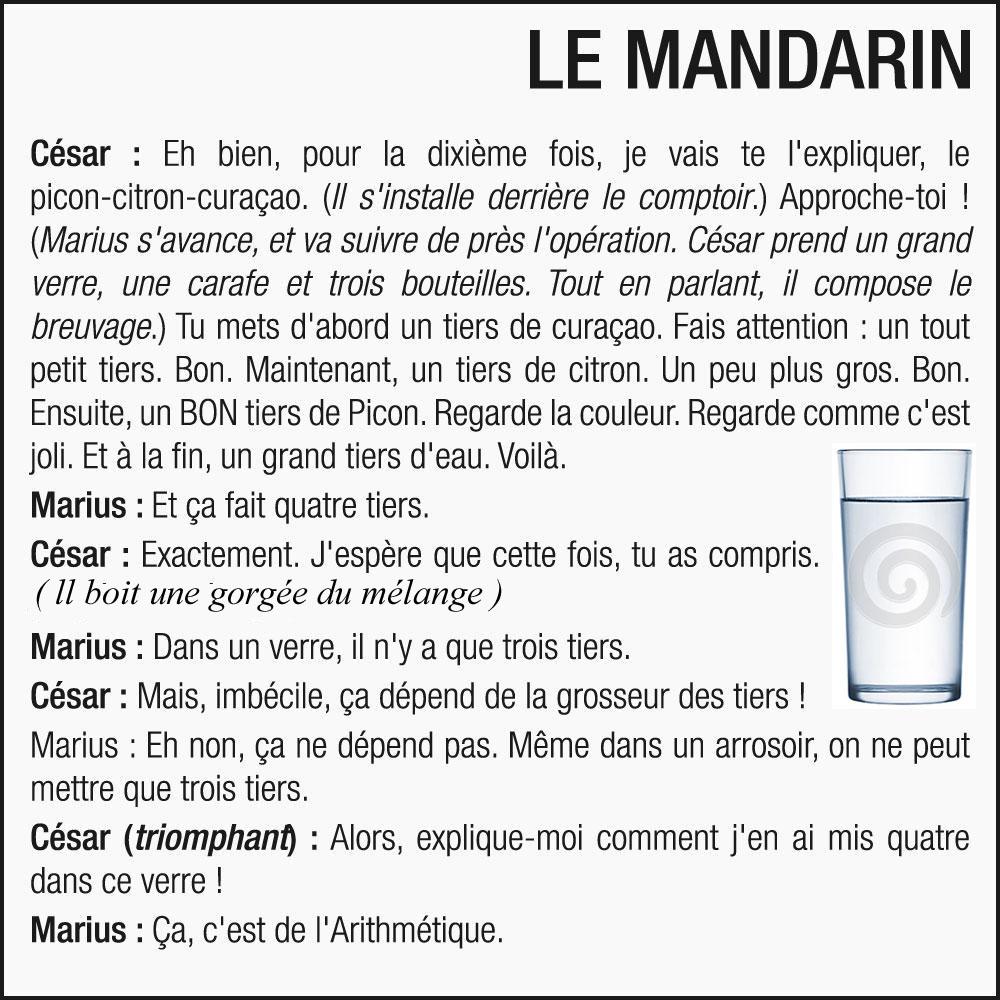 LE MANDARIN
César : Eh bien, pour la dixième fois, je vais te l'expliquer, le
picon-citron-curaçao. (Il s'installe derrière le comptoir.) Approche-toi !
(Marius s'avance, et va suivre de près l'opération. César prend un grand
verre, une carafe et trois bouteilles. Tout en parlant, il compose le
breuvage.) Tu mets d'abord un tiers de curaçao. Fais attention : un tout
petit tiers. Bon. Maintenant, un tiers de citron. Un peu plus gros. Bon.
Ensuite, un BON tiers de Picon. Regarde la couleur. Regarde comme c'est
joli. Et à la fin, un grand tiers d'eau. Voilà.
Marius : Et ça fait quatre tiers.
César : Exactement. J'espère que cette fois, tu as compris.
( ll boit une gorgée du mélange )
Marius : Dans un verre, il n'y a que trois tiers.
César : Mais, imbécile, ça dépend de la grosseur des tiers !
Marius : Eh non, ça ne dépend pas. Même dans un arrosoir, on ne peut
mettre que trois tiers.
César (triomphant) : Alors, explique-moi comment j'en ai mis quatre
dans ce verre !
Marius : Ça, c'est de l'Arithmétique.